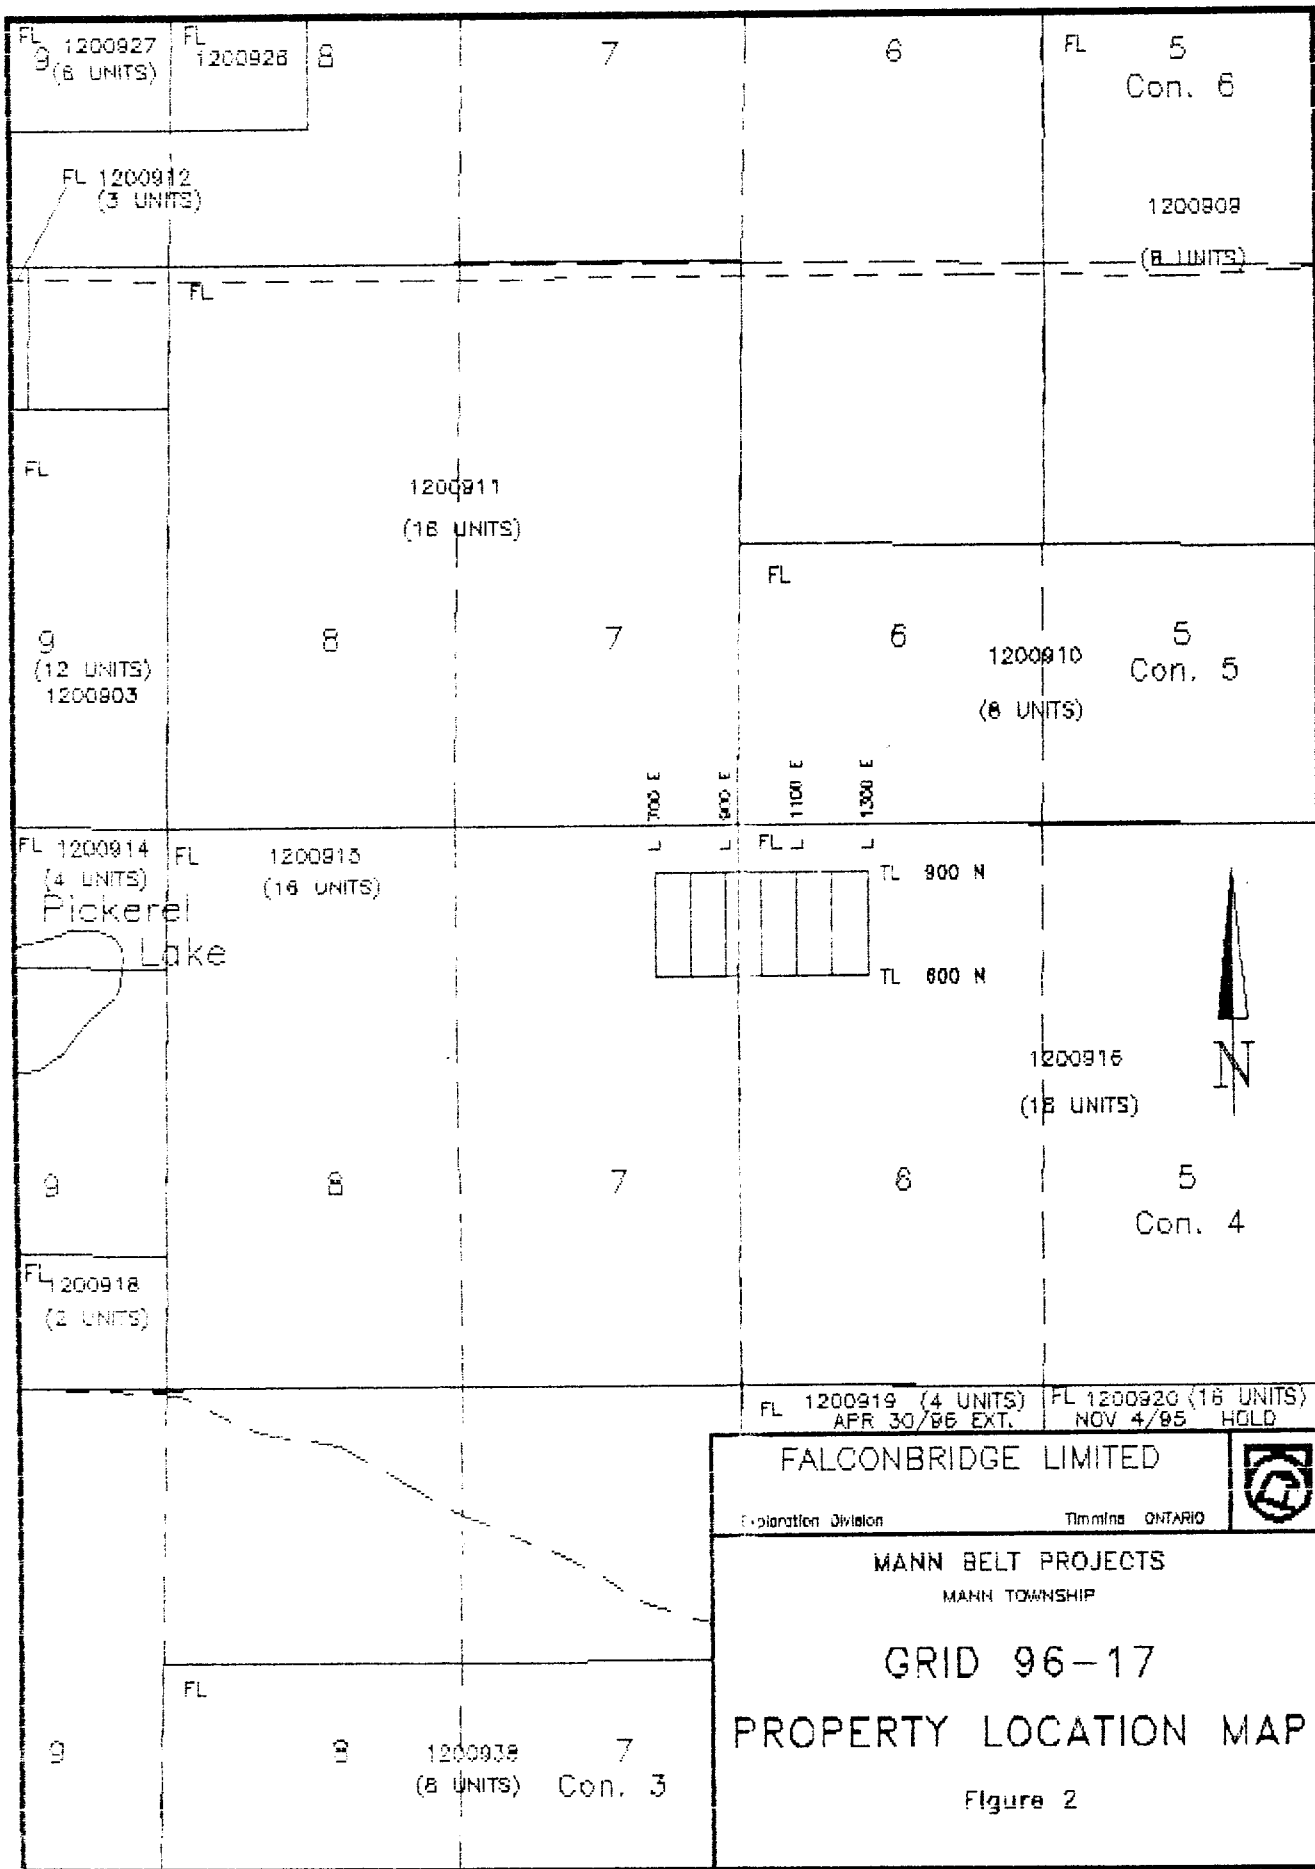 FL 1200927
9 (6 UNITS)
FL
1200926
8
7
6
FL 5
Con. 6
FL 1200912
(3 UNITS)
1200909
(8 UNITS)
FL
FL
1200911
(16 UNITS)
FL
9
(12 UNITS)
1200903
8
7
6
1200910
(8 UNITS)
5
Con. 5
700 E
900 E
1100 E
1300 E
FL 1200914
(4 UNITS)
Pickerel
Lake
FL
1200915
(16 UNITS)
L
L
FL L
L
TL 900 N
TL 600 N
N
1200916
(16 UNITS)
9
8
7
6
5
Con. 4
FL 1200918
(2 UNITS)
FL 1200919 (4 UNITS)
APR 30/96 EXT.
FL 1200920 (16 UNITS)
NOV 4/95 HOLD
FALCONBRIDGE LIMITED
Exploration Division Timmins ONTARIO
MANN BELT PROJECTS
MANN TOWNSHIP
GRID 96-17
PROPERTY LOCATION MAP
Figure 2
FL
9
8
1200938
(8 UNITS)
7
Con. 3